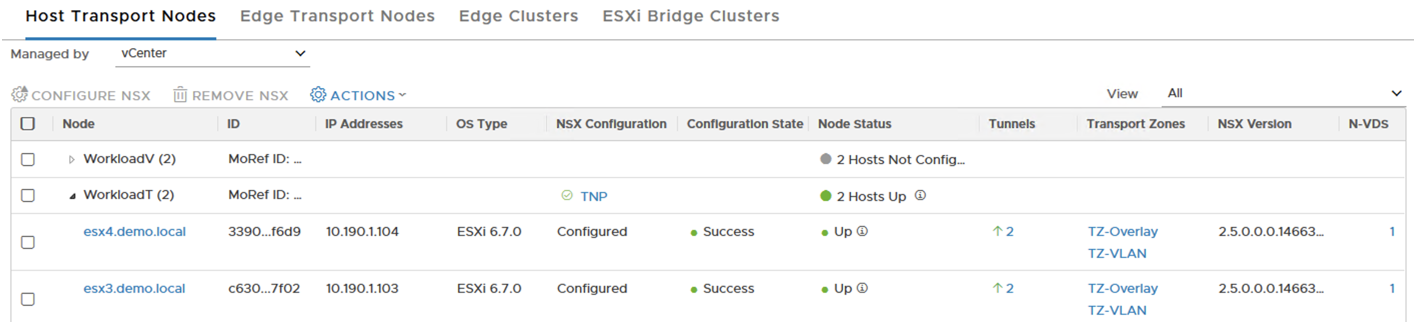 Host Transport Nodes Edge Transport Nodes Edge Clusters ESXi Bridge Clusters
Managed by vCenter
CONFIGURE NSX REMOVE NSX ACTIONS View All
Node ID IP Addresses OS Type NSX Configuration Configuration State Node Status Tunnels Transport Zones NSX Version N-VDS
WorkloadV (2) MoRef ID: ... 2 Hosts Not Config...
WorkloadT (2) MoRef ID: ... TNP 2 Hosts Up
esx4.demo.local 3390...f6d9 10.190.1.104 ESXi 6.7.0 Configured Success Up 2 TZ-Overlay 2.5.0.0.0.14663... 1
TZ-VLAN
esx3.demo.local c630...7f02 10.190.1.103 ESXi 6.7.0 Configured Success Up 2 TZ-Overlay 2.5.0.0.0.14663... 1
TZ-VLAN